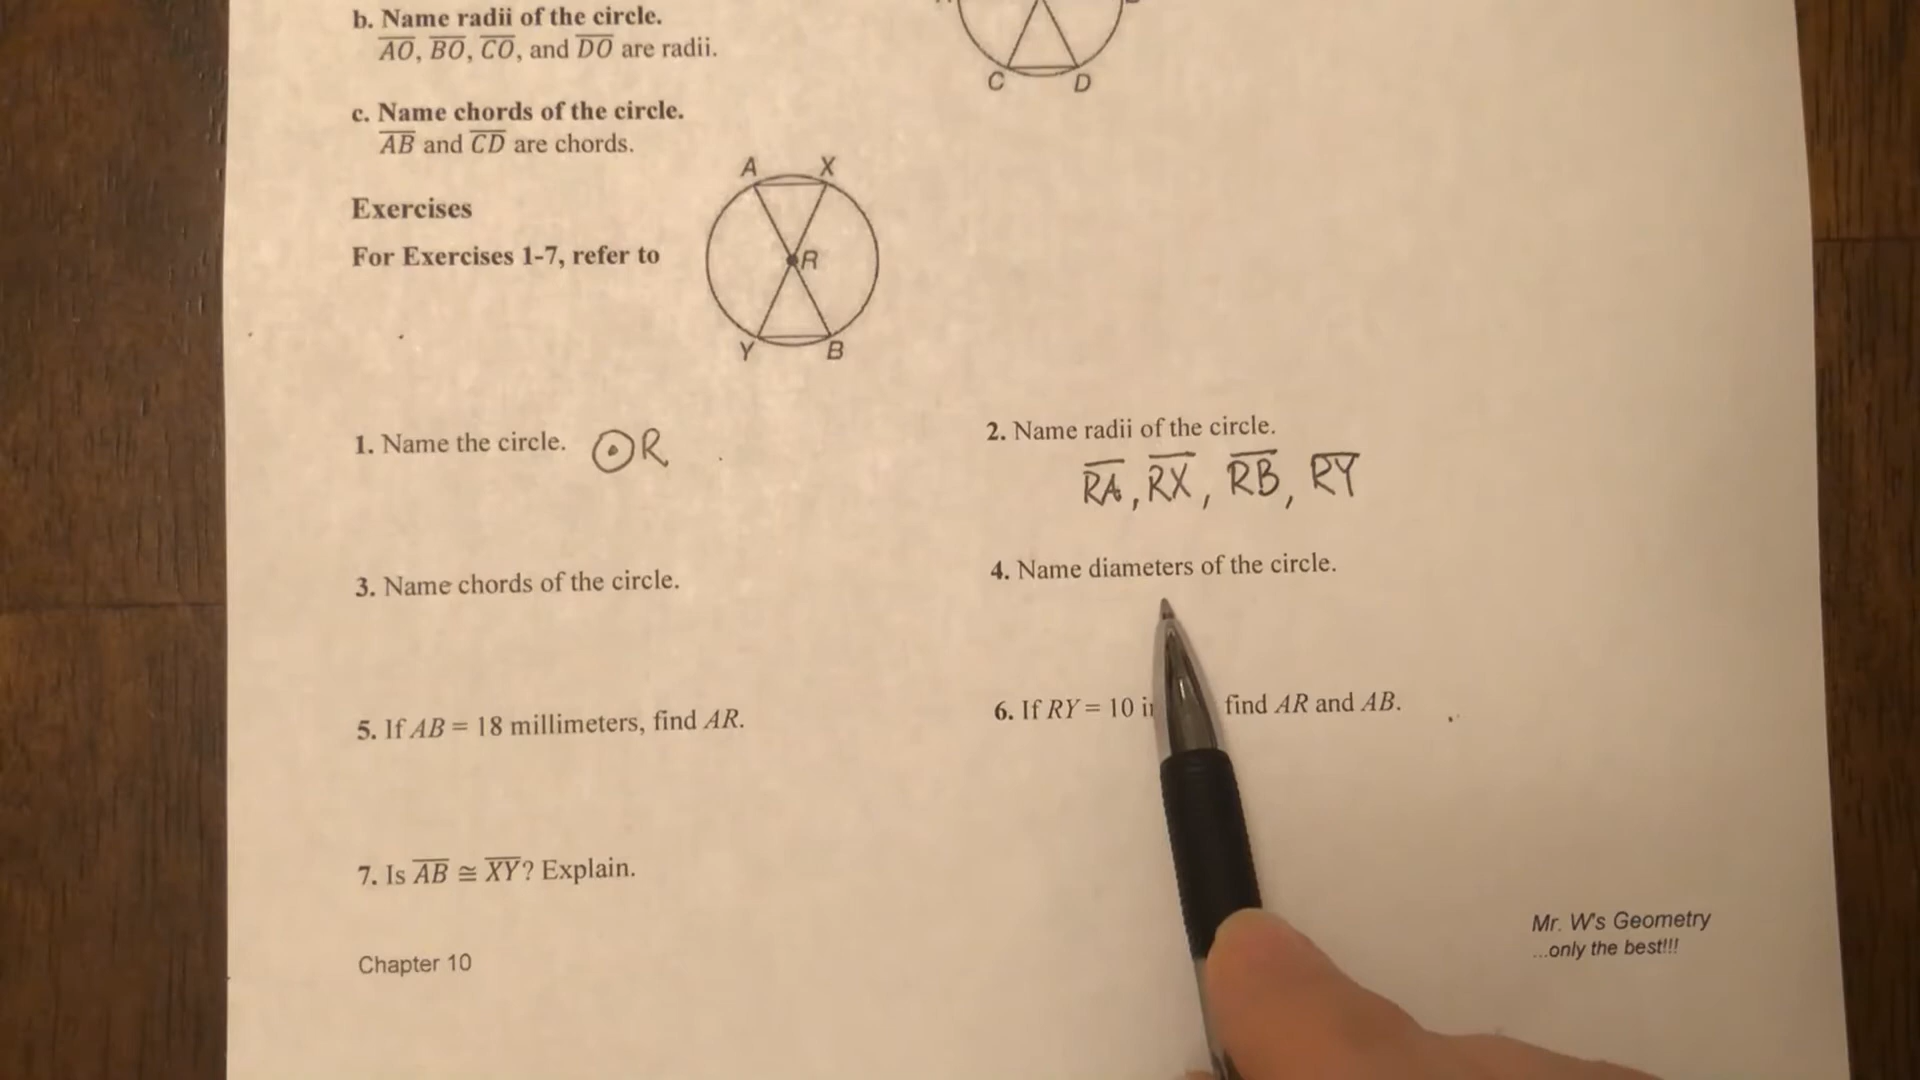 b. Name radii of the circle.
AO, BO, CO, and DO are radii.
C D
c. Name chords of the circle.
AB and CD are chords.
A X
Exercises
For Exercises 1-7, refer to
R
Y B
1. Name the circle. ⊙R
2. Name radii of the circle.
RA, RX, RB, RY
3. Name chords of the circle.
4. Name diameters of the circle.
5. If AB = 18 millimeters, find AR.
6. If RY = 10 find AR and AB.
7. Is AB ≅ XY? Explain.
Mr. W's Geometry
...only the best!!!
Chapter 10